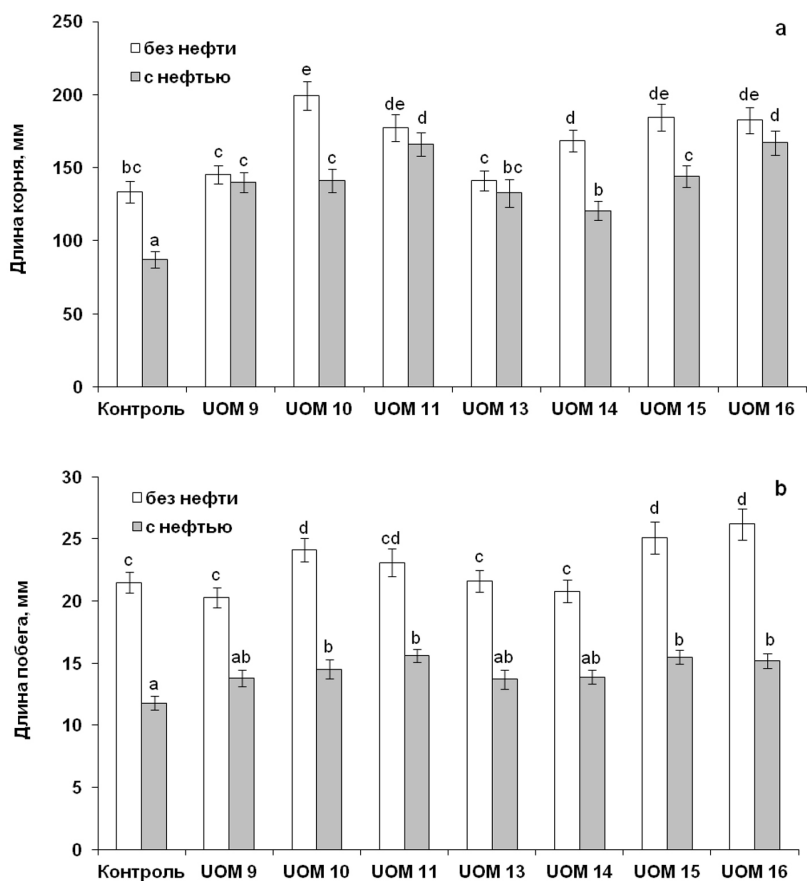 a
Длина корня, мм
250
200
150
100
50
0
без нефти
с нефтью
bc
a
c
c
e
c
de
d
c
bc
d
b
de
c
de
d
Контроль UOM 9 UOM 10 UOM 11 UOM 13 UOM 14 UOM 15 UOM 16
b
Длина побега, мм
30
25
20
15
10
5
0
без нефти
с нефтью
c
a
c
ab
d
b
cd
b
c
ab
c
ab
d
b
d
b
Контроль UOM 9 UOM 10 UOM 11 UOM 13 UOM 14 UOM 15 UOM 16